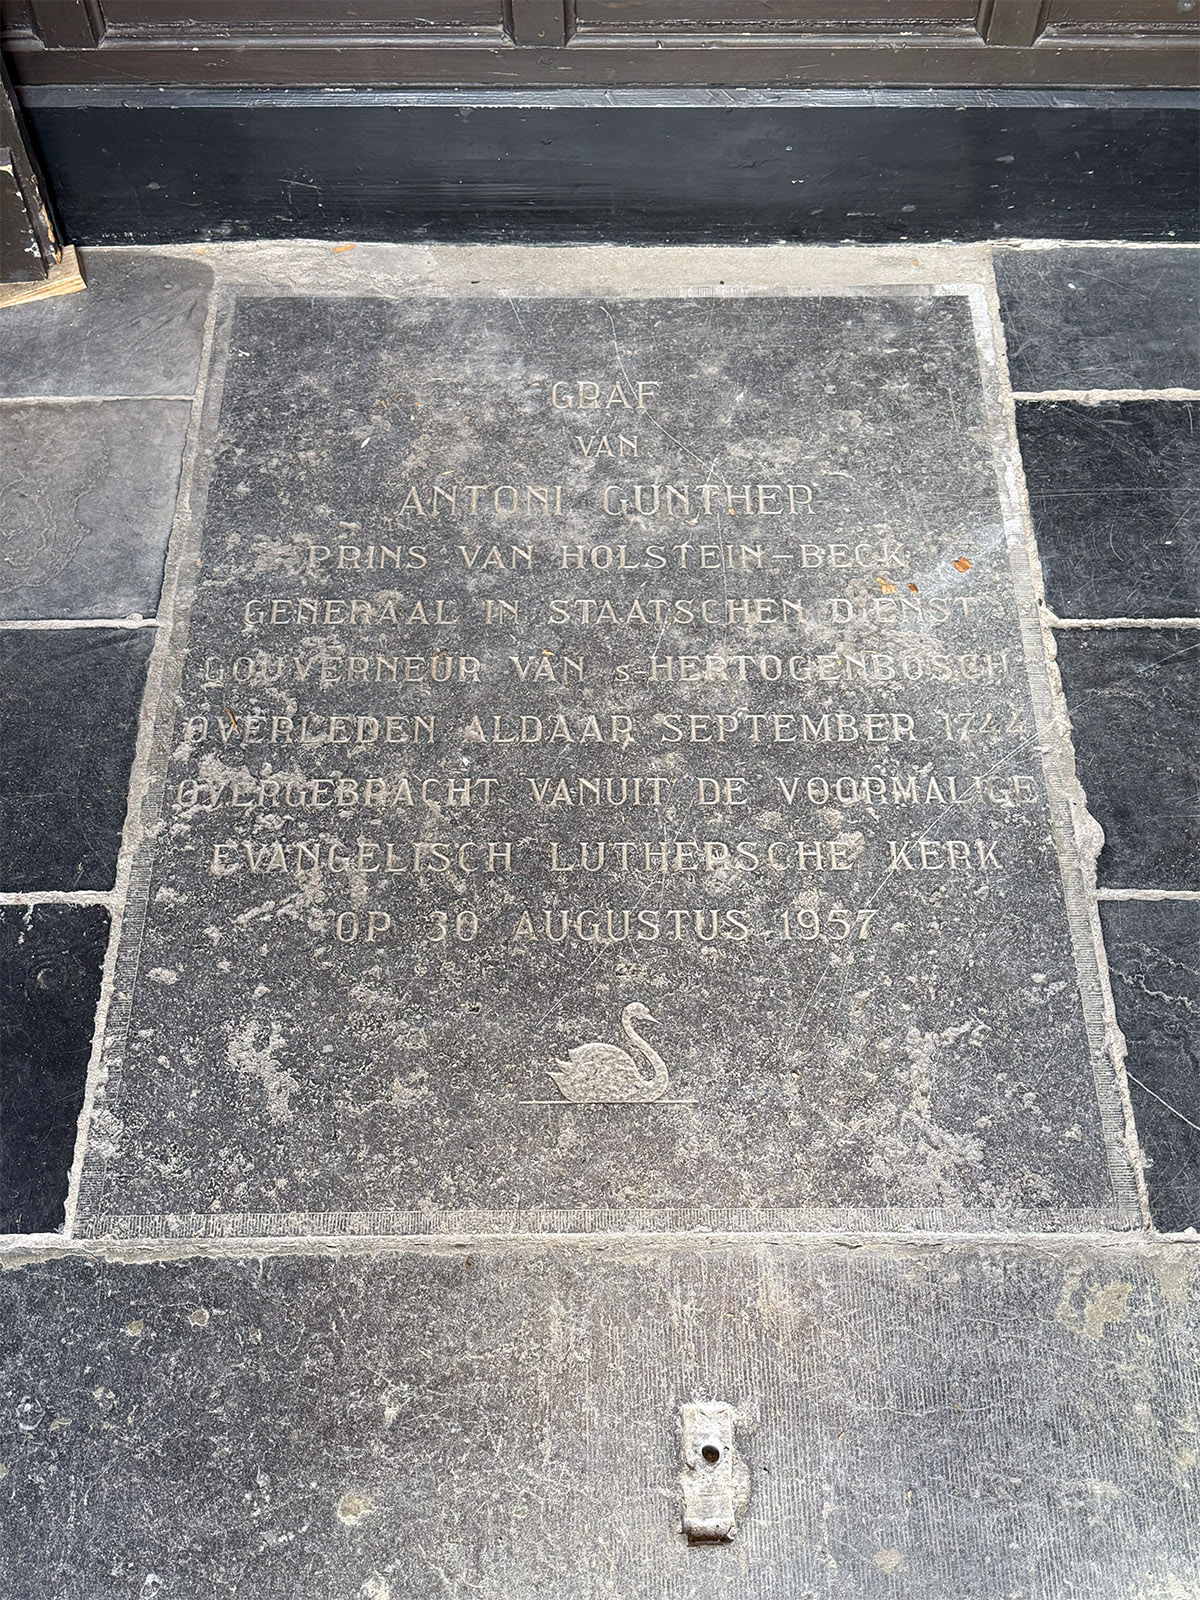 GRAF
VAN
ANTONI GÜNTHER
PRINS VAN HOLSTEIN-BECK
GENERAAL IN STAATSCHEN DIENST
GOUVERNEUR VAN s-HERTOGENBOSCH
OVERLEDEN ALDAAR SEPTEMBER 1744
OVERGEBRACHT VANUIT DE VOORMALIGE
EVANGELISCH LUTHERSCHE KERK
OP 30 AUGUSTUS 1957